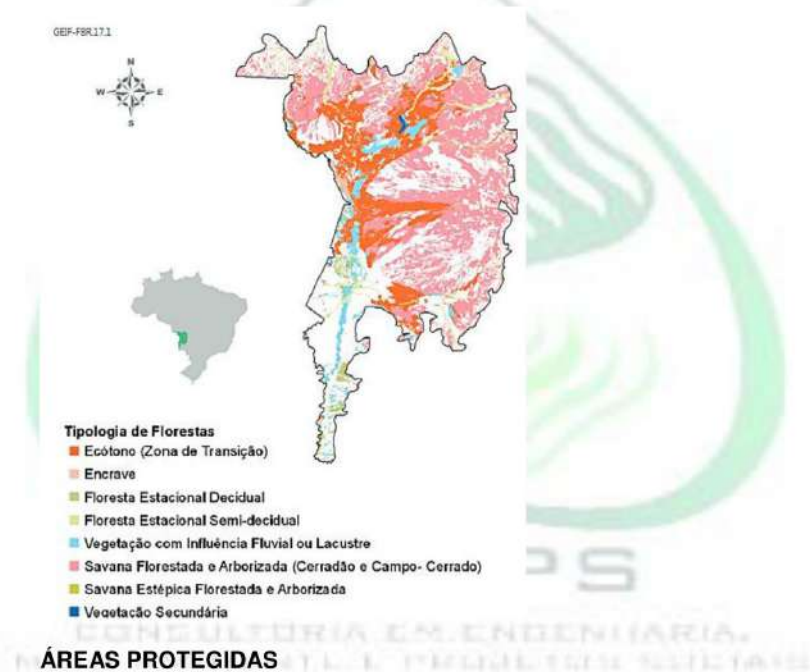 GEIF-FBR.17.1
N
W E
S
Tipologia de Florestas
Ecótono (Zona de Transição)
Encrave
Floresta Estacional Decidual
Floresta Estacional Semi-decidual
Vegetação com Influência Fluvial ou Lacustre
Savana Florestada e Arborizada (Cerradão e Campo- Cerrado)
Savana Estépica Florestada e Arborizada
Vegetação Secundária
PS
CONSULTORIA EM ENGENHARIA,
ÁREAS PROTEGIDAS